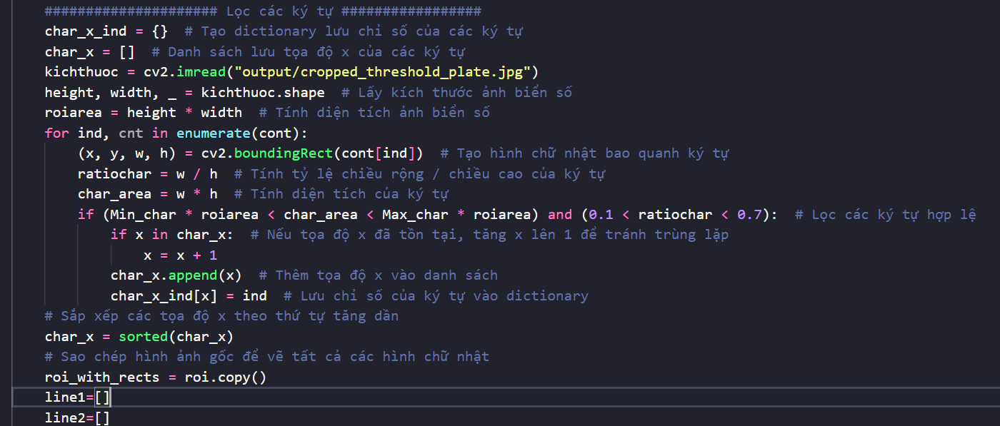 ##################### Lọc các ký tự #################
char_x_ind = {}  # Tạo dictionary lưu chỉ số của các ký tự
char_x = []  # Danh sách lưu tọa độ x của các ký tự
kichthuoc = cv2.imread("output/cropped_threshold_plate.jpg")
height, width, _ = kichthuoc.shape  # Lấy kích thước ảnh biển số
roiarea = height * width  # Tính diện tích ảnh biển số
for ind, cnt in enumerate(cont):
    (x, y, w, h) = cv2.boundingRect(cont[ind])  # Tạo hình chữ nhật bao quanh ký tự
    ratiochar = w / h  # Tính tỷ lệ chiều rộng / chiều cao của ký tự
    char_area = w * h  # Tính diện tích của ký tự
    if (Min_char * roiarea < char_area < Max_char * roiarea) and (0.1 < ratiochar < 0.7):  # Lọc các ký tự hợp lệ
        if x in char_x:  # Nếu tọa độ x đã tồn tại, tăng x lên 1 để tránh trùng lặp
            x = x + 1
        char_x.append(x)  # Thêm tọa độ x vào danh sách
        char_x_ind[x] = ind  # Lưu chỉ số của ký tự vào dictionary
# Sắp xếp các tọa độ x theo thứ tự tăng dần
char_x = sorted(char_x)
# Sao chép hình ảnh gốc để vẽ tất cả các hình chữ nhật
roi_with_rects = roi.copy()
line1=[]
line2=[]